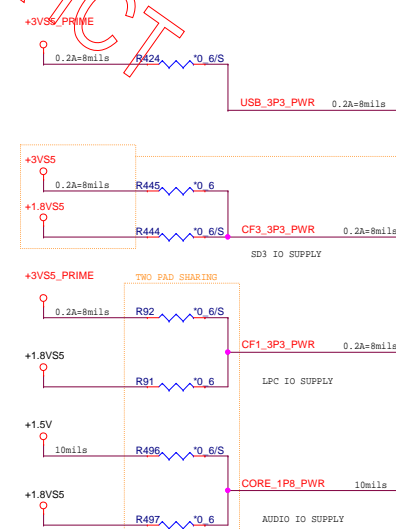 +3VS5_PRIME
0.2A=8mils R424 *0_6/S
USB_3P3_PWR 0.2A=8mils
+3VS5
0.2A=8mils R445 *0_6
+1.8VS5
R444 *0_6/S CF3_3P3_PWR 0.2A=8mils
SD3 IO SUPPLY
+3VS5_PRIME TWO PAD SHARING
0.2A=8mils R92 *0_6/S
CF1_3P3_PWR 0.2A=8mils
+1.8VS5
R91 *0_6 LPC IO SUPPLY
+1.5V
10mils R496 *0_6/S
CORE_1P8_PWR 10mils
+1.8VS5
R497 *0_6 AUDIO IO SUPPLY